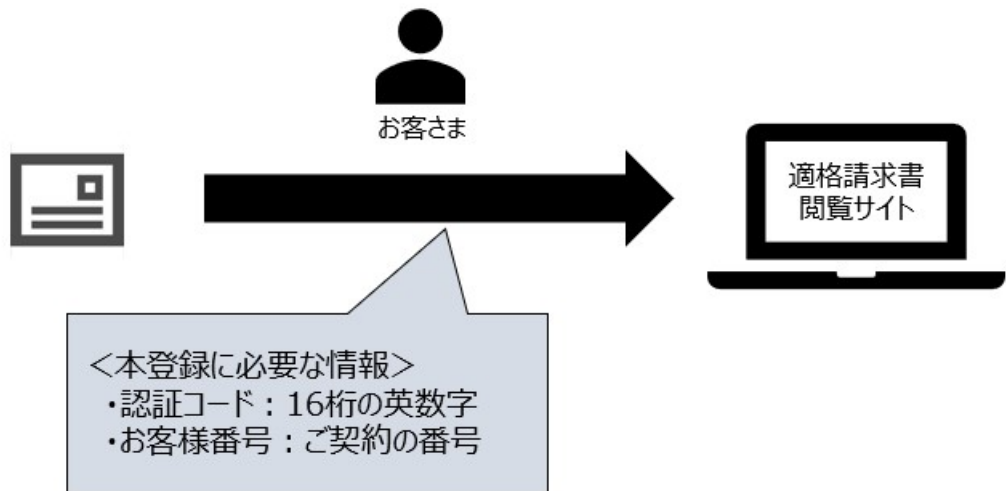 お客さま
適格請求書
閲覧サイト
＜本登録に必要な情報＞
・認証コード：16桁の英数字
・お客様番号：ご契約の番号